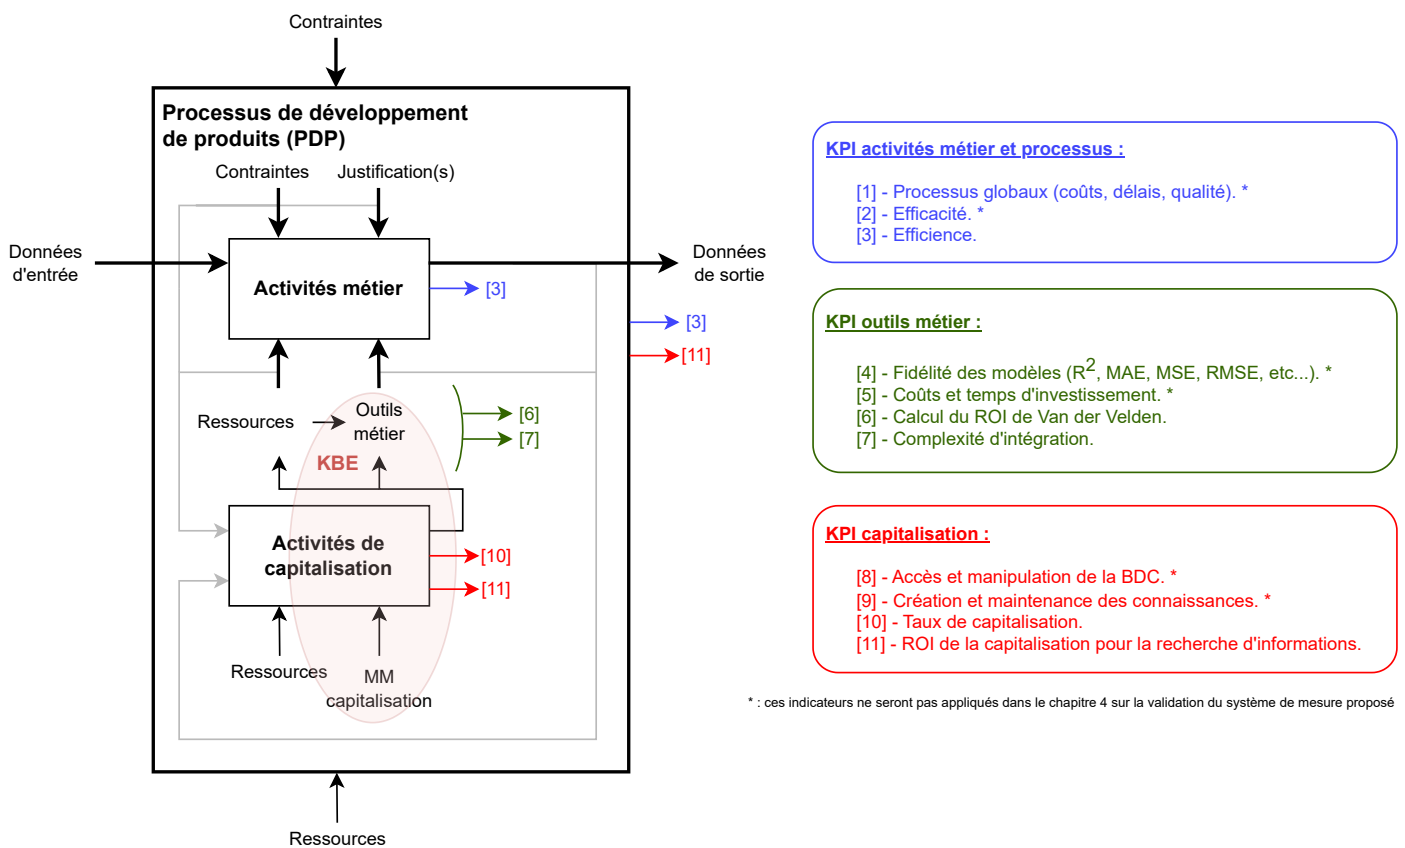 Contraintes
Processus de développement
de produits (PDP)
Contraintes
Justification(s)
Données
d'entrée
Activités métier
[3]
Données
de sortie
[3]
[11]
Ressources
Outils
métier
[6]
[7]
KBE
Activités de
capitalisation
[10]
[11]
Ressources
MM
capitalisation
Ressources
KPI activités métier et processus :
[1] - Processus globaux (coûts, délais, qualité). *
[2] - Efficacité. *
[3] - Efficience.
KPI outils métier :
[4] - Fidélité des modèles (R², MAE, MSE, RMSE, etc...). *
[5] - Coûts et temps d'investissement. *
[6] - Calcul du ROI de Van der Velden.
[7] - Complexité d'intégration.
KPI capitalisation :
[8] - Accès et manipulation de la BDC. *
[9] - Création et maintenance des connaissances. *
[10] - Taux de capitalisation.
[11] - ROI de la capitalisation pour la recherche d'informations.
* : ces indicateurs ne seront pas appliqués dans le chapitre 4 sur la validation du système de mesure proposé